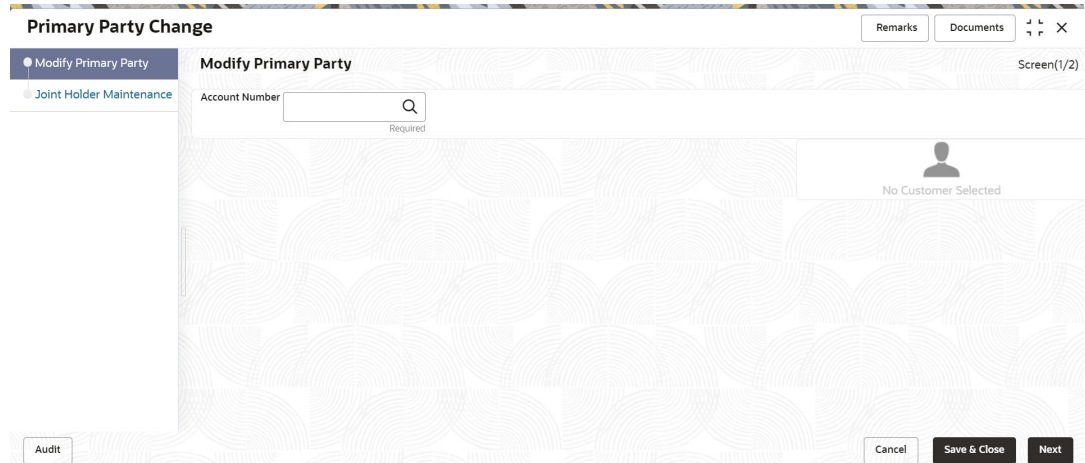 Primary Party Change
Remarks
Documents
Modify Primary Party
Joint Holder Maintenance
Modify Primary Party
Screen(1/2)
Account Number
Required
No Customer Selected
Audit
Cancel
Save & Close
Next